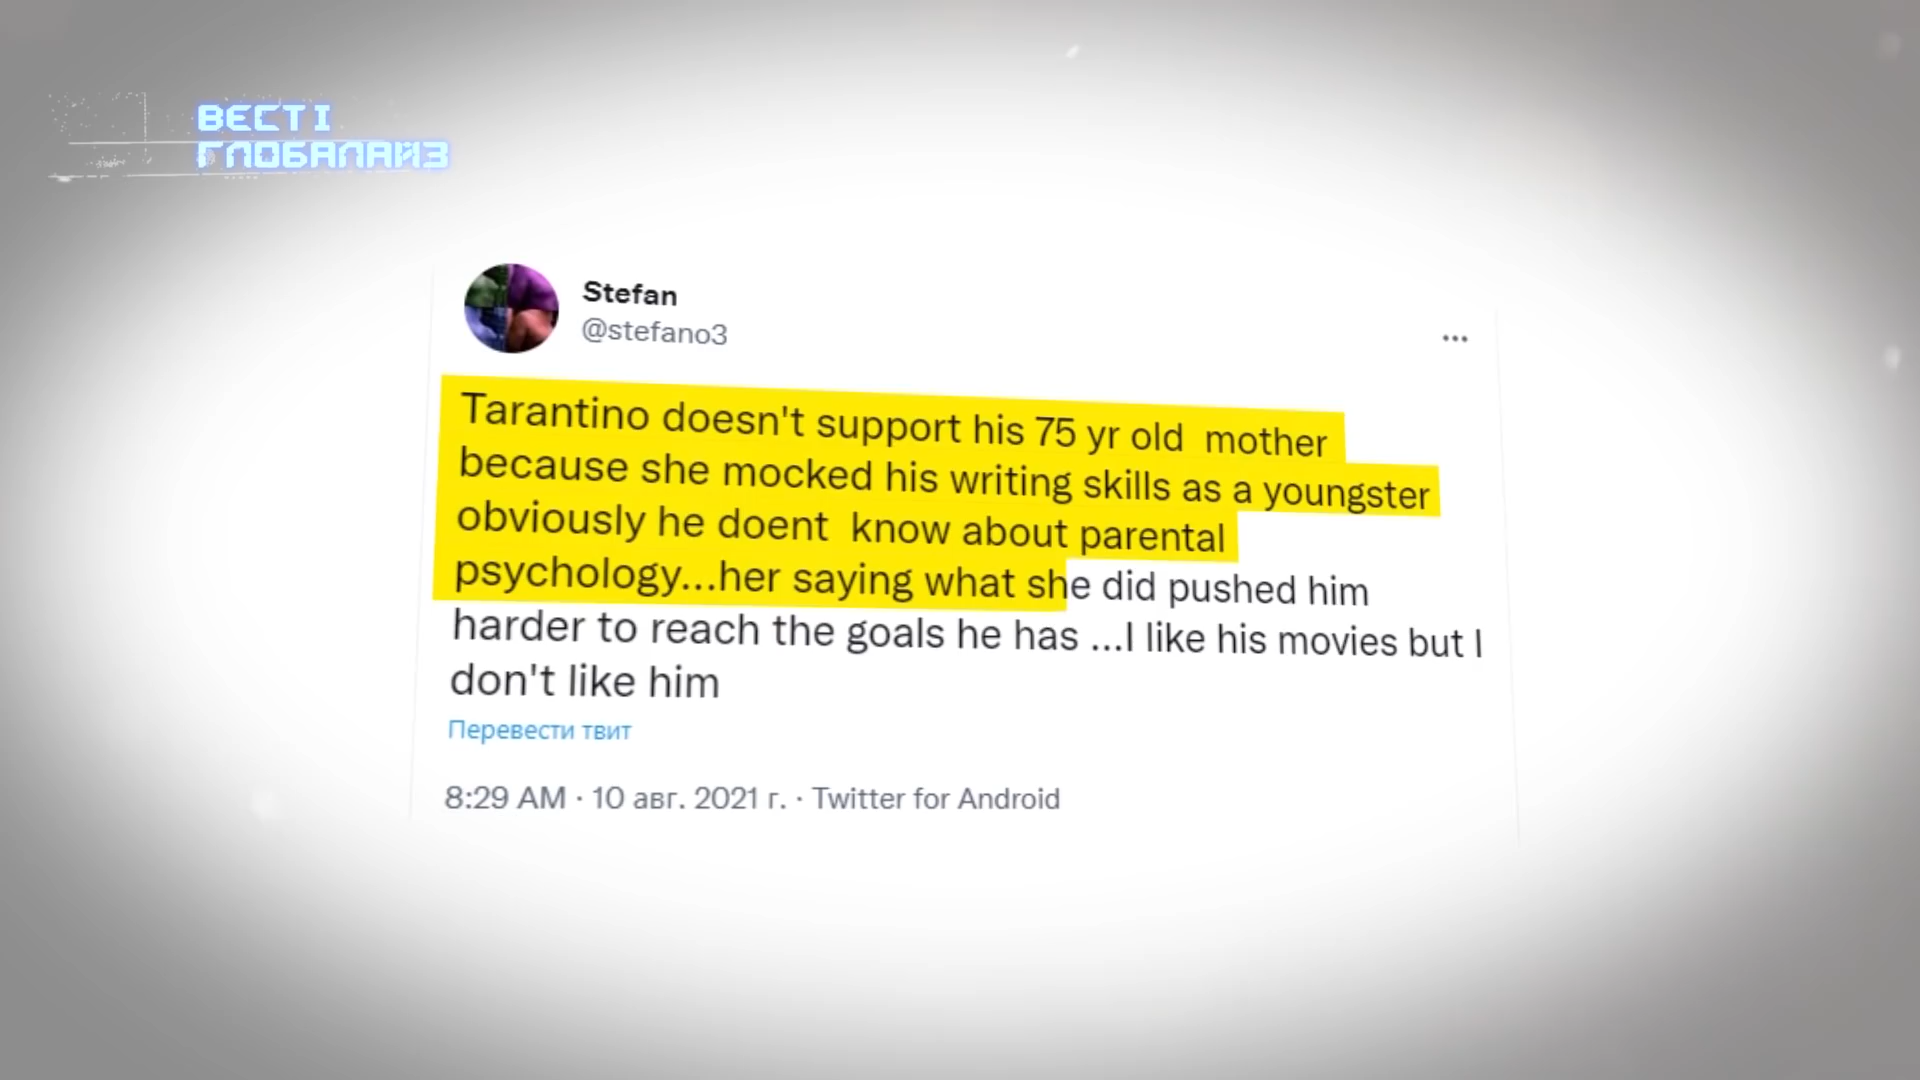 ВЕСТІ
ГЛОБАЛАЙЗ
Stefan
@stefano3
Tarantino doesn't support his 75 yr old  mother
because she mocked his writing skills as a youngster
obviously he doent  know about parental
psychology...her saying what she did pushed him
harder to reach the goals he has ...I like his movies but I
don't like him
Перевести твит
8:29 AM · 10 авг. 2021 г. · Twitter for Android